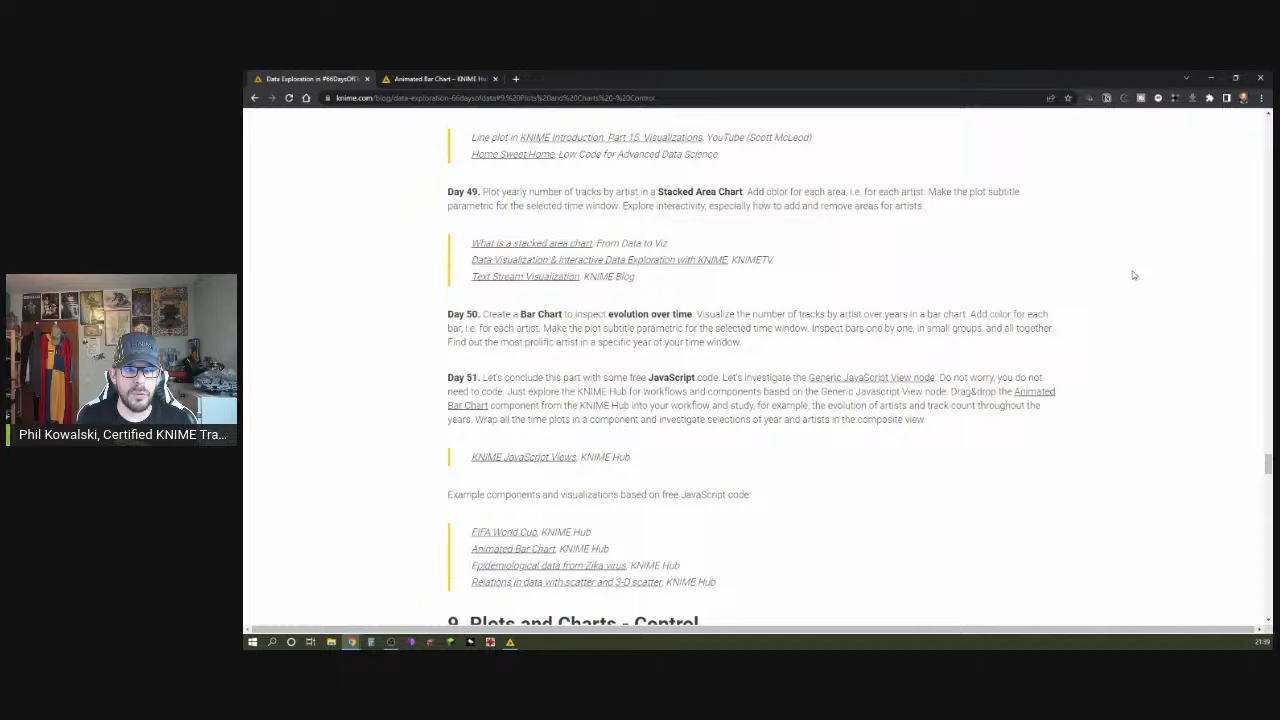 Data Exploration in #66DaysOfD
Animated Bar Chart – KNIME Hu
knime.com/blog/data-exploration-66daysofdata#9.%20Plots%20and%20Charts%20-%20Control...
Line plot in KNIME Introduction. Part 15. Visualizations, YouTube (Scott McLeod)
Home Sweet Home, Low Code for Advanced Data Science
Day 49. Plot yearly number of tracks by artist in a Stacked Area Chart. Add color for each area, i.e. for each artist. Make the plot subtitle
parametric for the selected time window. Explore interactivity, especially how to add and remove areas for artists.
What is a stacked area chart, From Data to Viz
Data Visualization & Interactive Data Exploration with KNIME, KNIMETV
Text Stream Visualization, KNIME Blog
Day 50. Create a Bar Chart to inspect evolution over time. Visualize the number of tracks by artist over years in a bar chart. Add color for each
bar, i.e. for each artist. Make the plot subtitle parametric for the selected time window. Inspect bars one by one, in small groups, and all together.
Find out the most prolific artist in a specific year of your time window.
Day 51. Let's conclude this part with some free JavaScript code. Let's investigate the Generic JavaScript View node. Do not worry, you do not
need to code. Just explore the KNIME Hub for workflows and components based on the Generic Javascript View node. Drag&drop the Animated
Bar Chart component from the KNIME Hub into your workflow and study, for example, the evolution of artists and track count throughout the
years. Wrap all the time plots in a component and investigate selections of year and artists in the composite view.
KNIME JavaScript Views, KNIME Hub
Example components and visualizations based on free JavaScript code:
FIFA World Cup, KNIME Hub
Animated Bar Chart, KNIME Hub
Epidemiological data from Zika virus, KNIME Hub
Relations in data with scatter and 3-D scatter, KNIME Hub
9. Plots and Charts - Control
Phil Kowalski, Certified KNIME Tra...
21:39